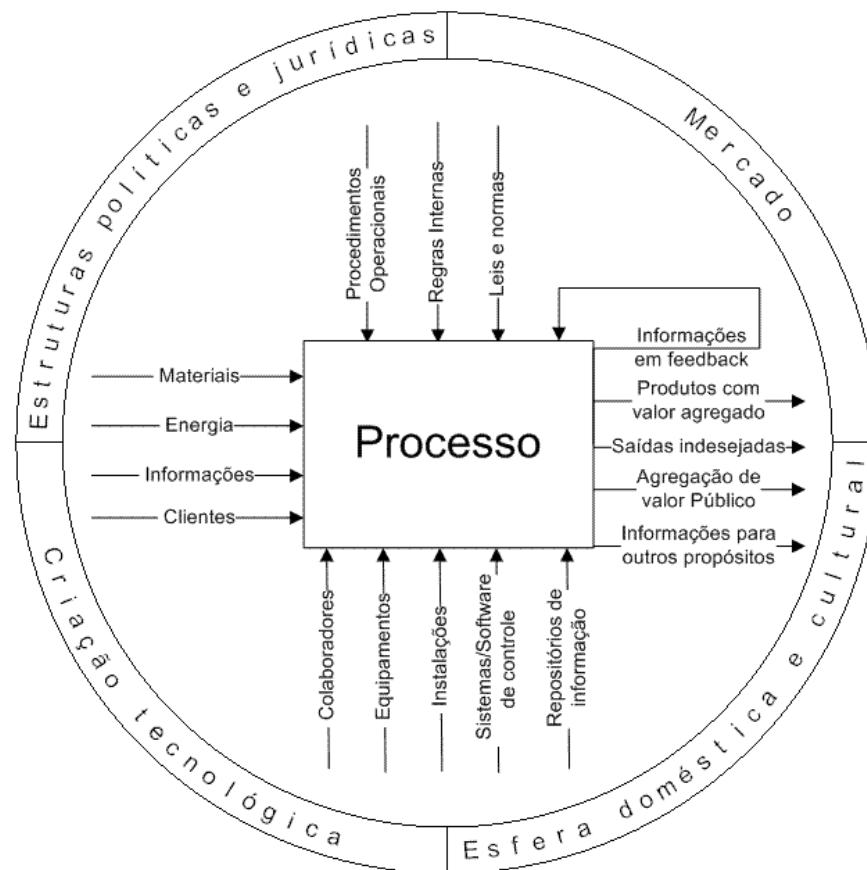 Estruturas políticas e jurídicas
Mercado
Procedimentos
Operacionais
Regras Internas
Leis e normas
Materiais
Energia
Informações
Clientes
Processo
Informações
em feedback
Produtos com
valor agregado
Saídas indesejadas
Agregação de
valor Público
Informações para
outros propósitos
Colaboradores
Equipamentos
Instalações
Sistemas/Software
de controle
Repositórios de
informação
Criação tecnológica
Esfera doméstica e cultural